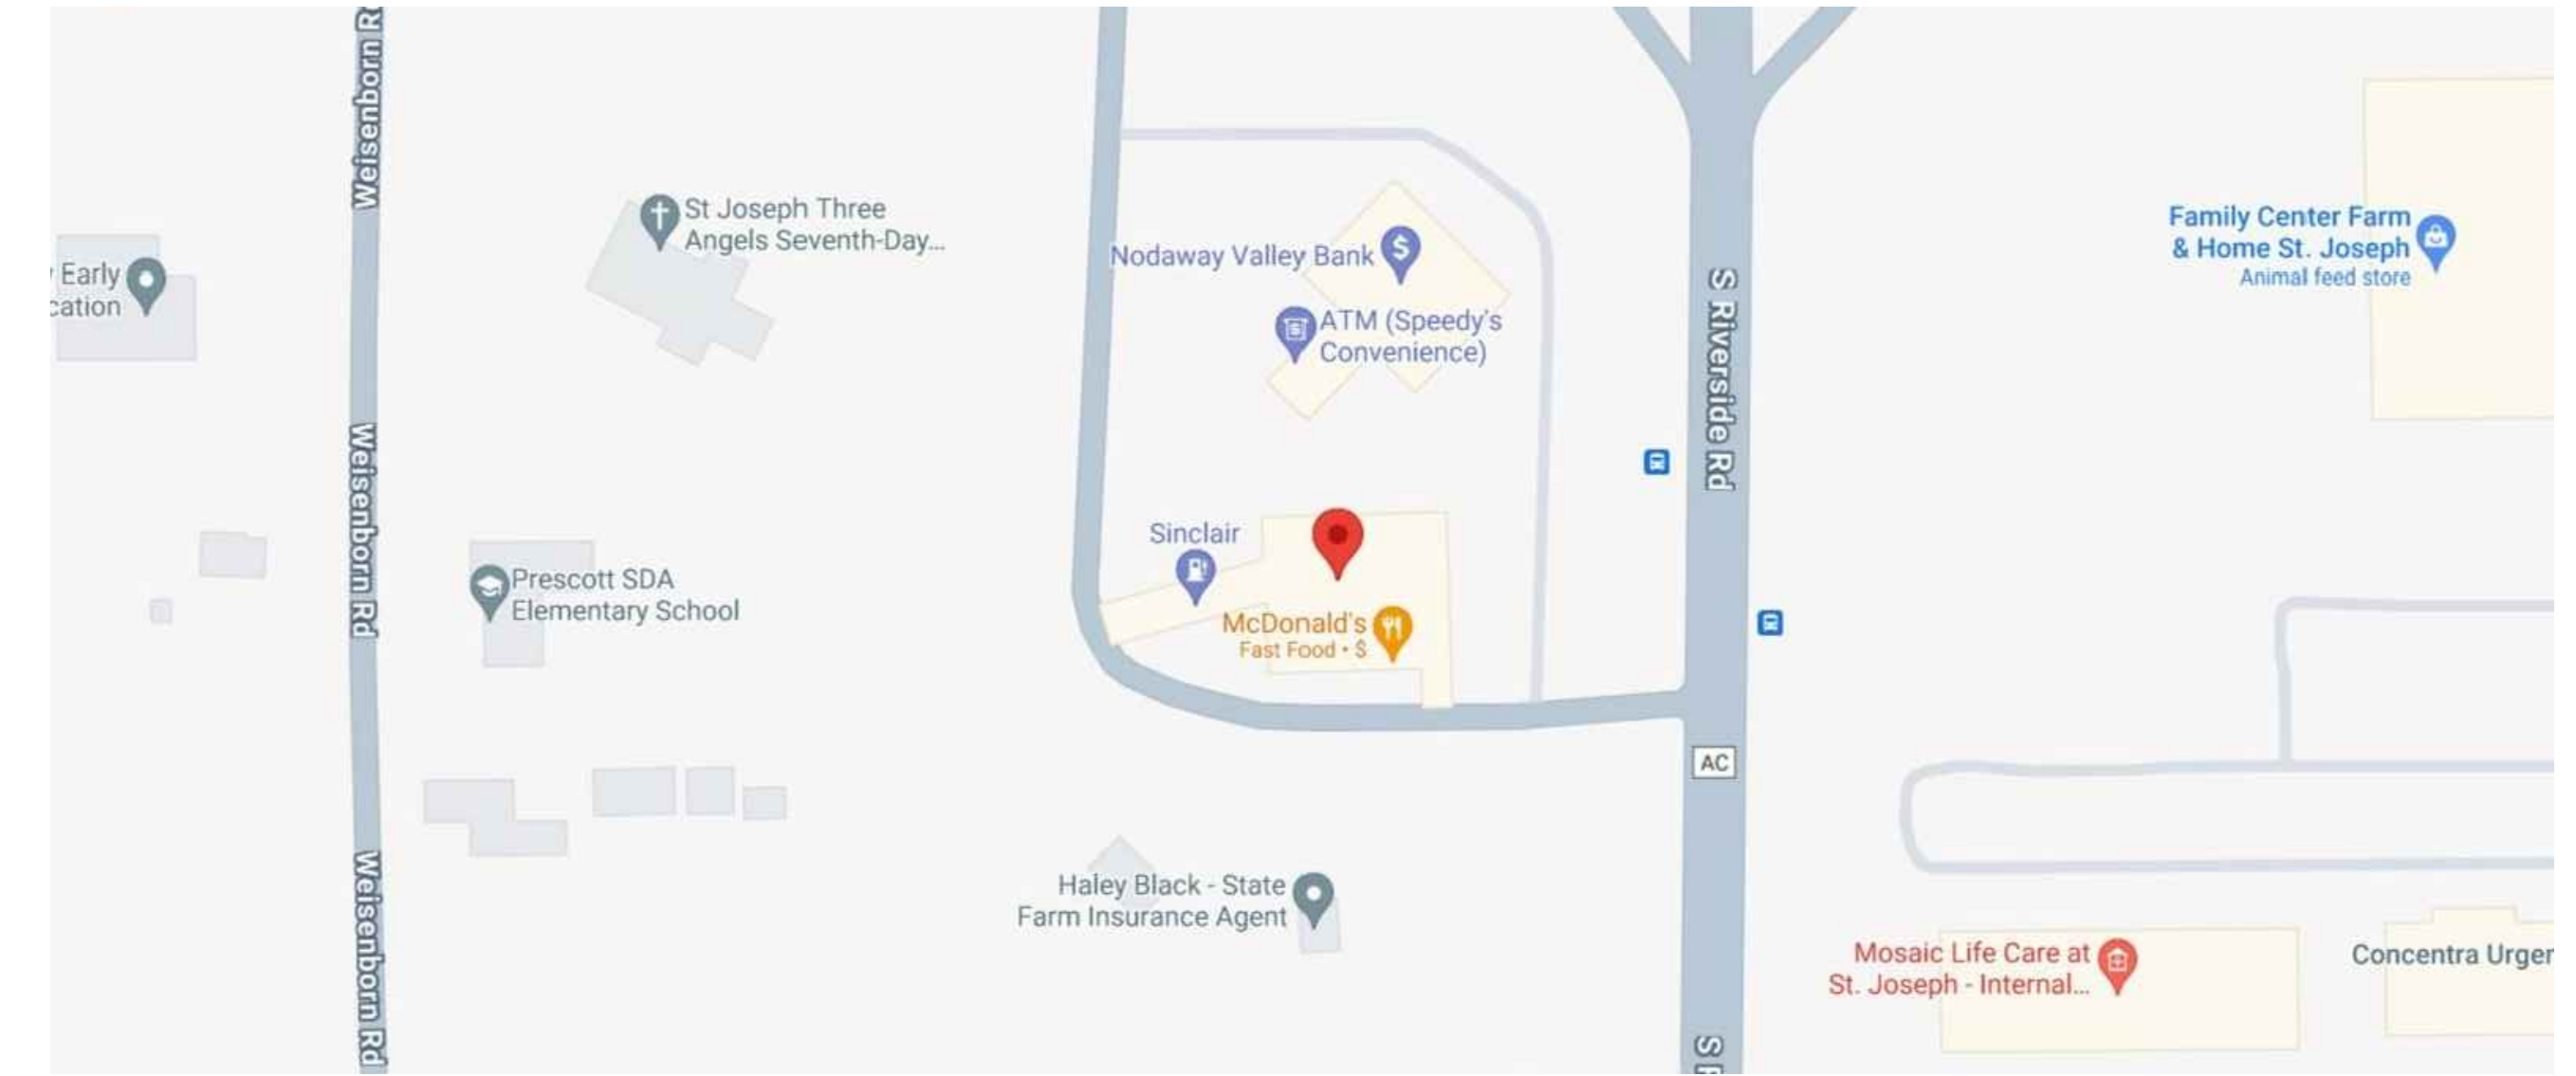 Weisenborn R
St Joseph Three
Angels Seventh-Day...
Early
cation
Nodaway Valley Bank
ATM (Speedy's
Convenience)
Family Center Farm
& Home St. Joseph
Animal feed store
S Riverside Rd
Weisenborn Rd
Sinclair
Prescott SDA
Elementary School
McDonald's
Fast Food • $
AC
Haley Black - State
Farm Insurance Agent
Weisenborn Rd
Mosaic Life Care at
St. Joseph - Internal...
Concentra Urger
S